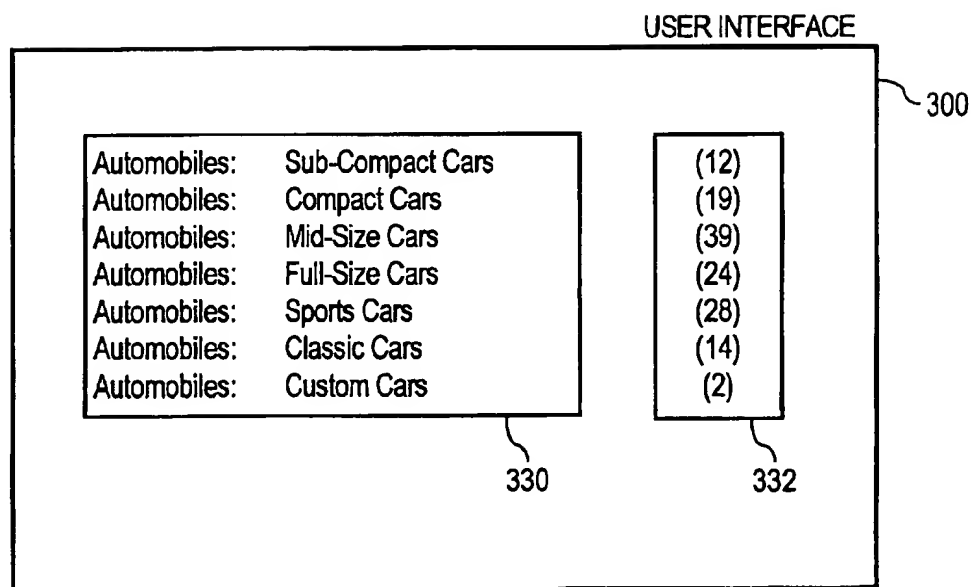 USER INTERFACE
300
Automobiles: Sub-Compact Cars (12)
Automobiles: Compact Cars (19)
Automobiles: Mid-Size Cars (39)
Automobiles: Full-Size Cars (24)
Automobiles: Sports Cars (28)
Automobiles: Classic Cars (14)
Automobiles: Custom Cars (2)
330 332